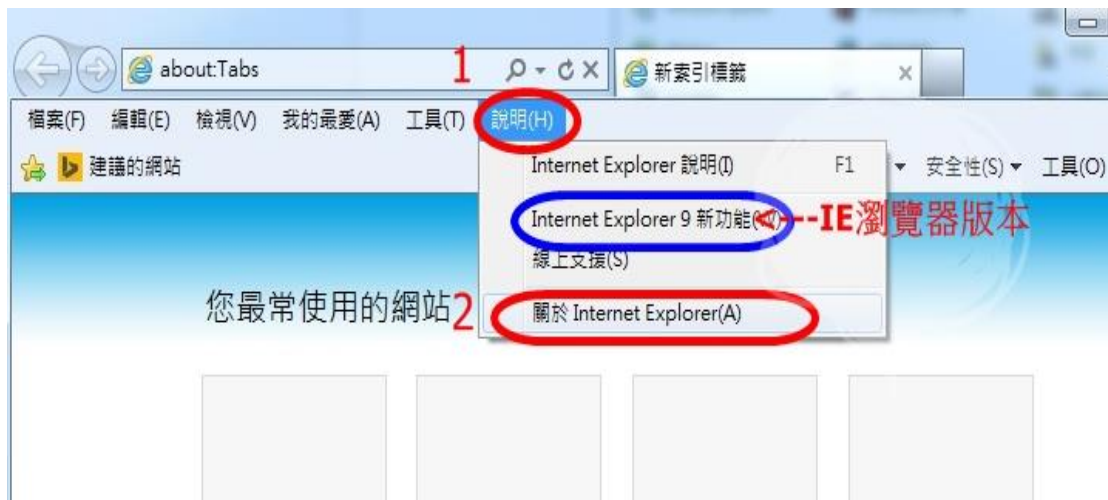 about:Tabs
1
新索引標籤
檔案(F) 編輯(E) 檢視(V) 我的最愛(A) 工具(T) 說明(H)
建議的網站
Internet Explorer 說明(I) F1
安全性(S) 工具(O)
Internet Explorer 9 新功能(W)
<---IE瀏覽器版本
線上支援(S)
您最常使用的網站
2
關於 Internet Explorer(A)